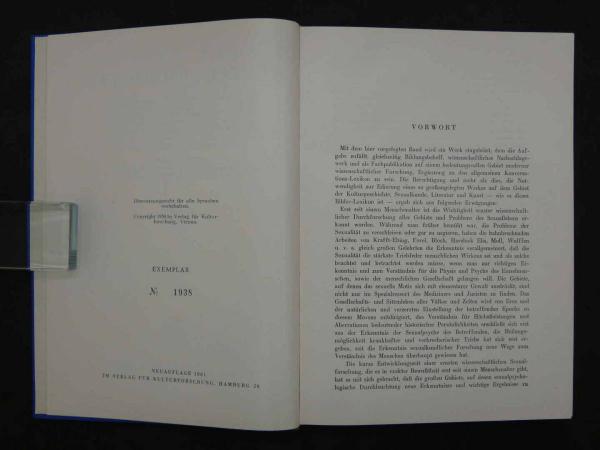 Übersetzungsrecht für alle Sprachen
vorbehalten.
Copyright 1928 by Verlag für Kultur-
forschung, Vienna
EXEMPLAR
№ 1938
NEUAUFLAGE 1961
IM VERLAG FÜR KULTURFORSCHUNG, HAMBURG 26
VORWORT
Mit dem hier vorgelegten Band wird ein Werk eingeleitet, dem die Auf-
gabe zufällt, gleichzeitig Bildungsbehelf, wissenschaftliches Nachschlage-
werk und als Fachpublikation auf einem bedeutungsvollen Gebiet moderner
wissenschaftlicher Forschung, Ergänzung zu den allgemeinen Konversa-
tions-Lexikon zu sein. Die Berechtigung und mehr als dies, die Not-
wendigkeit zur Edierung eines so großangelegten Werkes auf dem Gebiet
der Kulturgeschichte, Sexualkunde, Literatur und Kunst — wie es dieses
Bilder-Lexikon ist — ergab sich aus folgenden Erwägungen:
Erst seit einem Menschenalter ist die Wichtigkeit exakter wissenschaft-
licher Durchforschung aller Gebiete und Probleme des Sexuallebens er-
kannt worden. Während man früher bemüht war, die Probleme der
Sexualität zu verschleiern oder gar zu negieren, haben die bahnbrechenden
Arbeiten von Krafft-Ebing, Forel, Bloch, Havelock Elis, Moll, Wulffen
u. v. a. gleich großen Gelehrten die Erkenntnis verallgemeinert, daß die
Sexualität die stärkste Triebfeder menschlichen Wirkens ist und als solche
beachtet und betrachtet werden müsse, wenn man zur richtigen Er-
kenntnis und zum Verständnis für die Physis und Psyche des Einzelmen-
schen, sowie der menschlichen Gesellschaft gelangen will. Die Gebiete,
auf denen das sexuelle Motiv sich mit elementarer Gewalt ausdrückt, sind
nicht nur im Spezialressort des Mediziners und Juristen zu finden. Das
Gesellschafts- und Sittenleben aller Völker und Zeiten wird von Eros und
der natürlichen und verzerrten Einstellung der betreffenden Epoche zu
diesem Movens mitdirigiert, das Verständnis für Höchstleistungen und
Aberrationen bedeutender historischer Persönlichkeiten erschließt sich erst
aus der Erkenntnis der Sexualpsyche des Betreffenden, die Heilungs-
möglichkeit krankhafter und verbrecherischer Triebe hat sich erst er-
geben, seit die Erkenntnis sexualkundlicher Forschung neue Wege zum
Verständnis des Menschen überhaupt gewiesen hat.
Die kurze Entwicklungszeit einer ernsten wissenschaftlichen Sexual-
forschung, die es in exakter Bewußtheit erst seit einem Menschenalter gibt,
hat es mit sich gebracht, daß die großen Gebiete, auf denen sexualpsycho-
logische Durchleuchtung neue Erkenntnisse und wichtige Ergebnisse zu